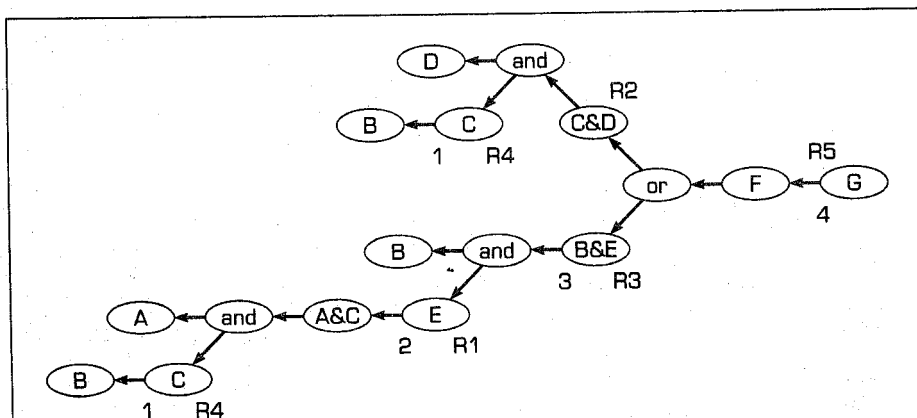 D and
R2
B C C&D
1 R4
R5
or F G
4
B and B&E
3 R3
A and A&C E
2 R1
B C
1 R4